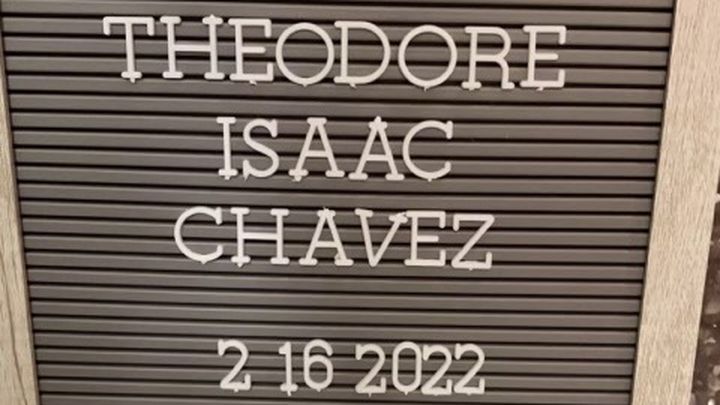 THEODORE
ISAAC
CHAVEZ
2 16 2022